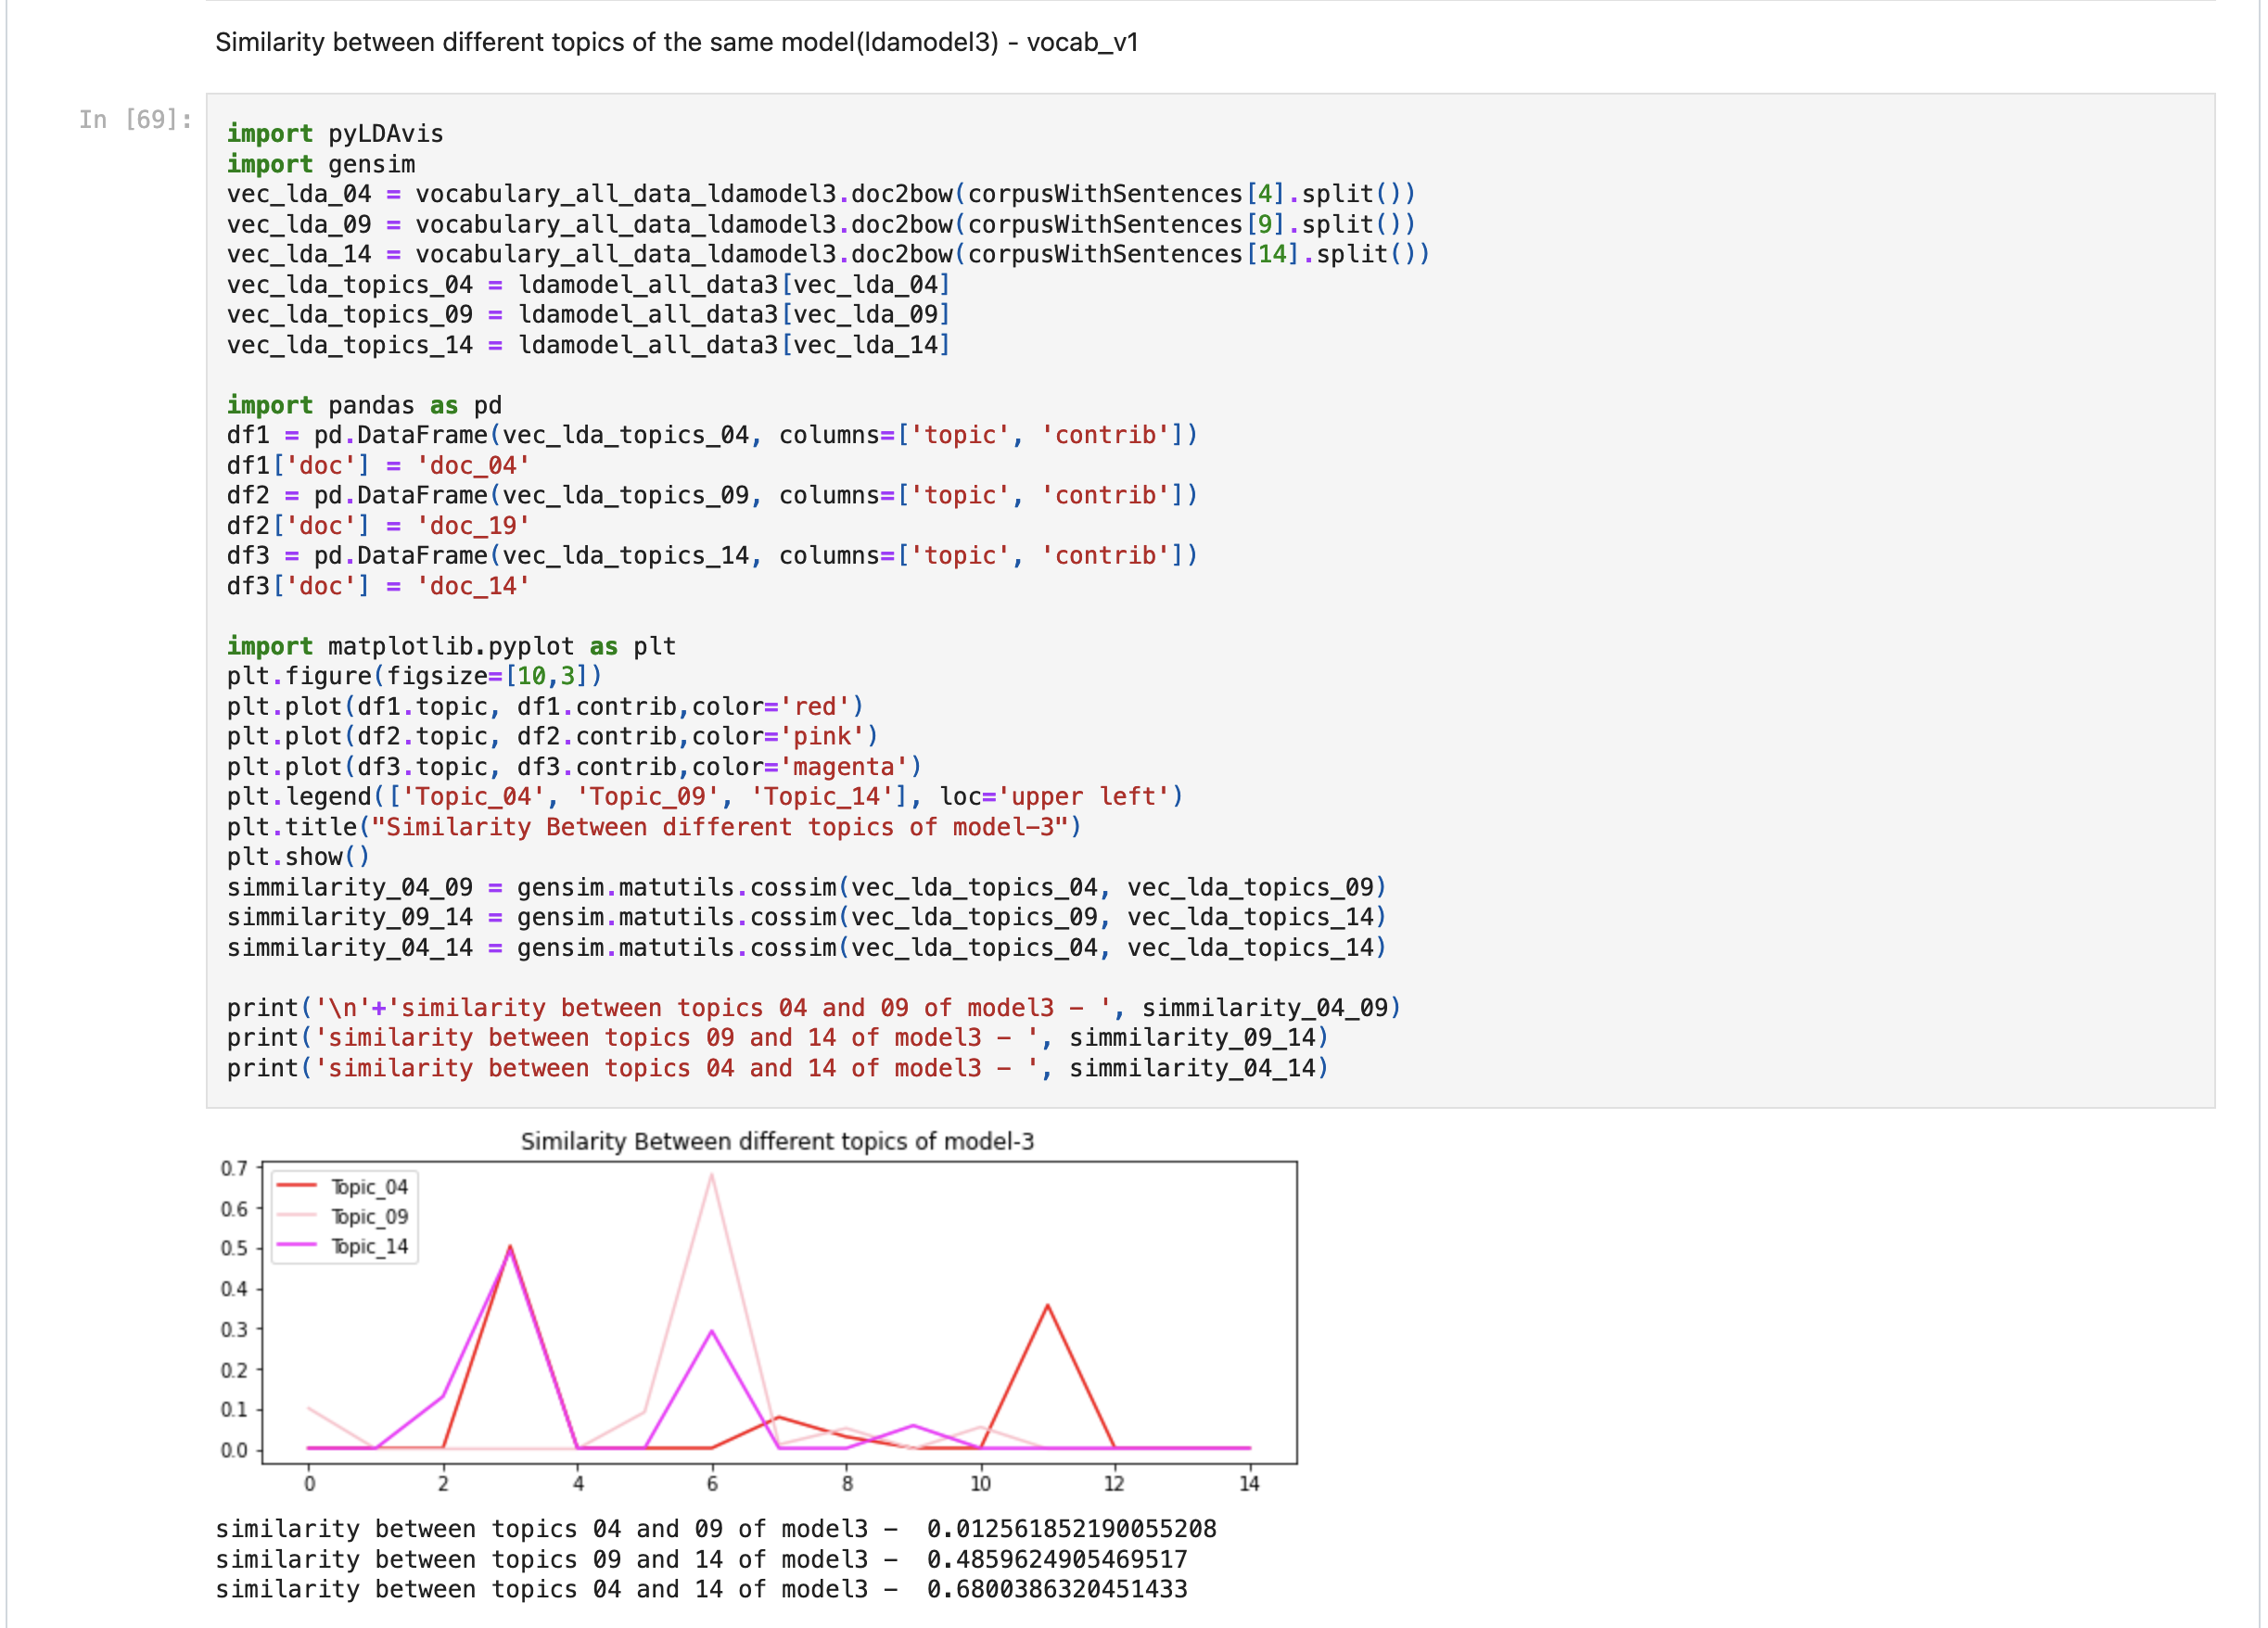 Similarity between different topics of the same model(ldamodel3) - vocab_v1
In [69]:
import pyLDAvis
import gensim
vec_lda_04 = vocabulary_all_data_ldamodel3.doc2bow(corpusWithSentences[4].split())
vec_lda_09 = vocabulary_all_data_ldamodel3.doc2bow(corpusWithSentences[9].split())
vec_lda_14 = vocabulary_all_data_ldamodel3.doc2bow(corpusWithSentences[14].split())
vec_lda_topics_04 = ldamodel_all_data3[vec_lda_04]
vec_lda_topics_09 = ldamodel_all_data3[vec_lda_09]
vec_lda_topics_14 = ldamodel_all_data3[vec_lda_14]
import pandas as pd
df1 = pd.DataFrame(vec_lda_topics_04, columns=['topic', 'contrib'])
df1['doc'] = 'doc_04'
df2 = pd.DataFrame(vec_lda_topics_09, columns=['topic', 'contrib'])
df2['doc'] = 'doc_19'
df3 = pd.DataFrame(vec_lda_topics_14, columns=['topic', 'contrib'])
df3['doc'] = 'doc_14'
import matplotlib.pyplot as plt
plt.figure(figsize=[10,3])
plt.plot(df1.topic, df1.contrib,color='red')
plt.plot(df2.topic, df2.contrib,color='pink')
plt.plot(df3.topic, df3.contrib,color='magenta')
plt.legend(['Topic_04', 'Topic_09', 'Topic_14'], loc='upper left')
plt.title("Similarity Between different topics of model-3")
plt.show()
simmilarity_04_09 = gensim.matutils.cossim(vec_lda_topics_04, vec_lda_topics_09)
simmilarity_09_14 = gensim.matutils.cossim(vec_lda_topics_09, vec_lda_topics_14)
simmilarity_04_14 = gensim.matutils.cossim(vec_lda_topics_04, vec_lda_topics_14)
print('\n'+'similarity between topics 04 and 09 of model3 - ', simmilarity_04_09)
print('similarity between topics 09 and 14 of model3 - ', simmilarity_09_14)
print('similarity between topics 04 and 14 of model3 - ', simmilarity_04_14)
Similarity Between different topics of model-3
0.7
0.6
0.5
0.4
0.3
0.2
0.1
0.0
Topic_04
Topic_09
Topic_14
0 2 4 6 8 10 12 14
similarity between topics 04 and 09 of model3 -  0.012561852190055208
similarity between topics 09 and 14 of model3 -  0.4859624905469517
similarity between topics 04 and 14 of model3 -  0.6800386320451433